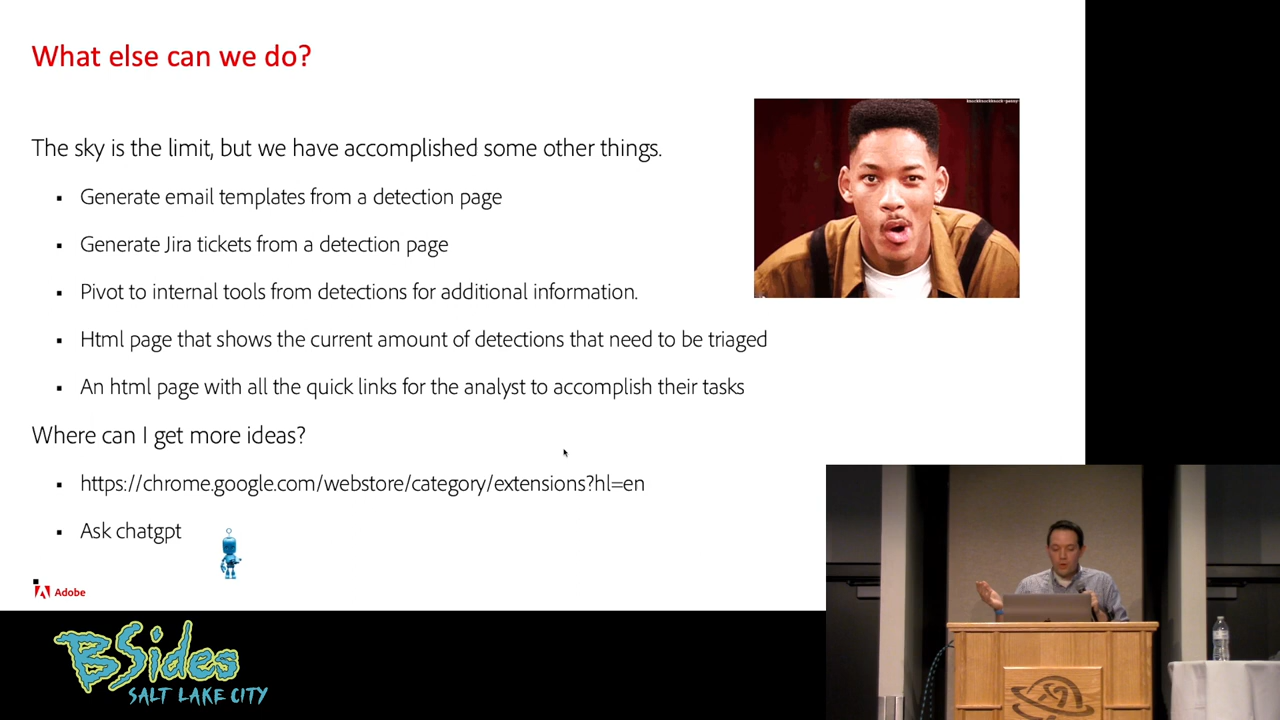 What else can we do?
The sky is the limit, but we have accomplished some other things.
▪ Generate email templates from a detection page
▪ Generate Jira tickets from a detection page
▪ Pivot to internal tools from detections for additional information.
▪ Html page that shows the current amount of detections that need to be triaged
▪ An html page with all the quick links for the analyst to accomplish their tasks
Where can I get more ideas?
▪ https://chrome.google.com/webstore/category/extensions?hl=en
▪ Ask chatgpt
Adobe
BSides
SALT LAKE CITY